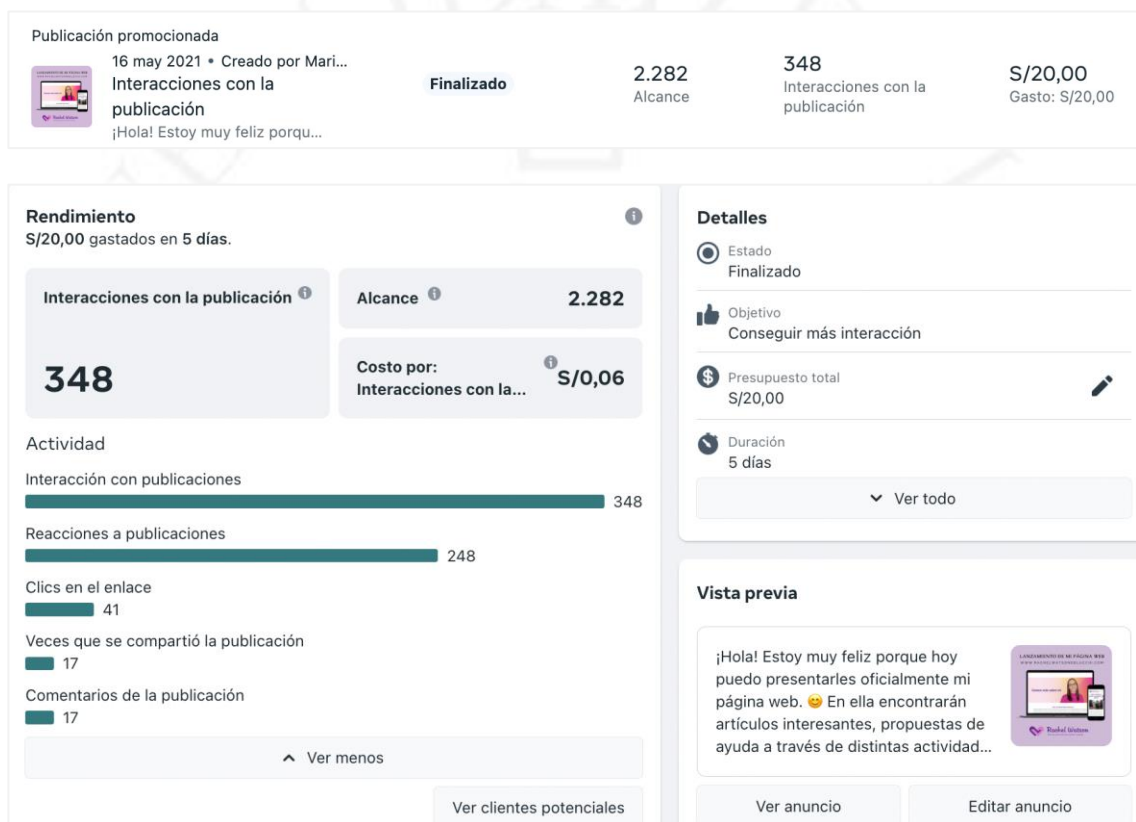 Publicación promocionada
16 may 2021 • Creado por Mari...
Interacciones con la
publicación
¡Hola! Estoy muy feliz porqu...
Finalizado
2.282
Alcance
348
Interacciones con la
publicación
S/20,00
Gasto: S/20,00
Rendimiento
S/20,00 gastados en 5 días.
Interacciones con la publicación
348
Alcance
2.282
Costo por:
Interacciones con la...
S/0,06
Actividad
Interacción con publicaciones
348
Reacciones a publicaciones
248
Clics en el enlace
41
Veces que se compartió la publicación
17
Comentarios de la publicación
17
Ver menos
Ver clientes potenciales
Detalles
Estado
Finalizado
Objetivo
Conseguir más interacción
Presupuesto total
S/20,00
Duración
5 días
Ver todo
Vista previa
¡Hola! Estoy muy feliz porque hoy
puedo presentarles oficialmente mi
página web. 😊 En ella encontrarán
artículos interesantes, propuestas de
ayuda a través de distintas actividad...
LANZAMIENTO DE MI PÁGINA WEB
Ver anuncio
Editar anuncio